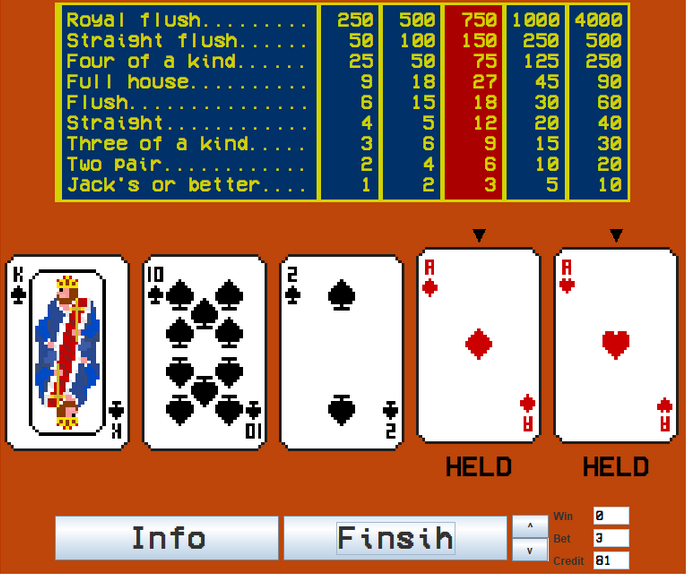 Royal flush......... 250 500 750 1000 4000
Straight flush...... 50 100 150 250 500
Four of a kind...... 25 50 75 125 250
Full house.......... 9 18 27 45 90
Flush............... 6 15 18 30 60
Straight............ 4 5 12 20 40
Three of a kind..... 3 6 9 15 30
Two pair............ 2 4 6 10 20
Jack's or better.... 1 2 3 5 10
K 10 2 A A
K 10 2 A A
HELD HELD
Info Finsih
Win 0
Bet 3
Credit 81